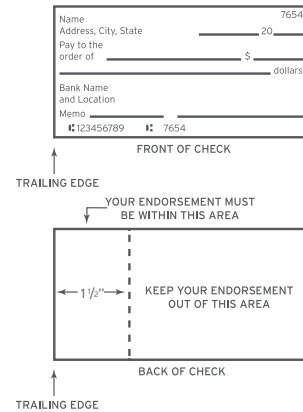 7654
Name
Address, City, State 20
Pay to the
order of $
dollars
Bank Name
and Location
Memo
⑆123456789 ⑆ 7654
FRONT OF CHECK
TRAILING EDGE
YOUR ENDORSEMENT MUST
BE WITHIN THIS AREA
1 1/2"
KEEP YOUR ENDORSEMENT
OUT OF THIS AREA
BACK OF CHECK
TRAILING EDGE